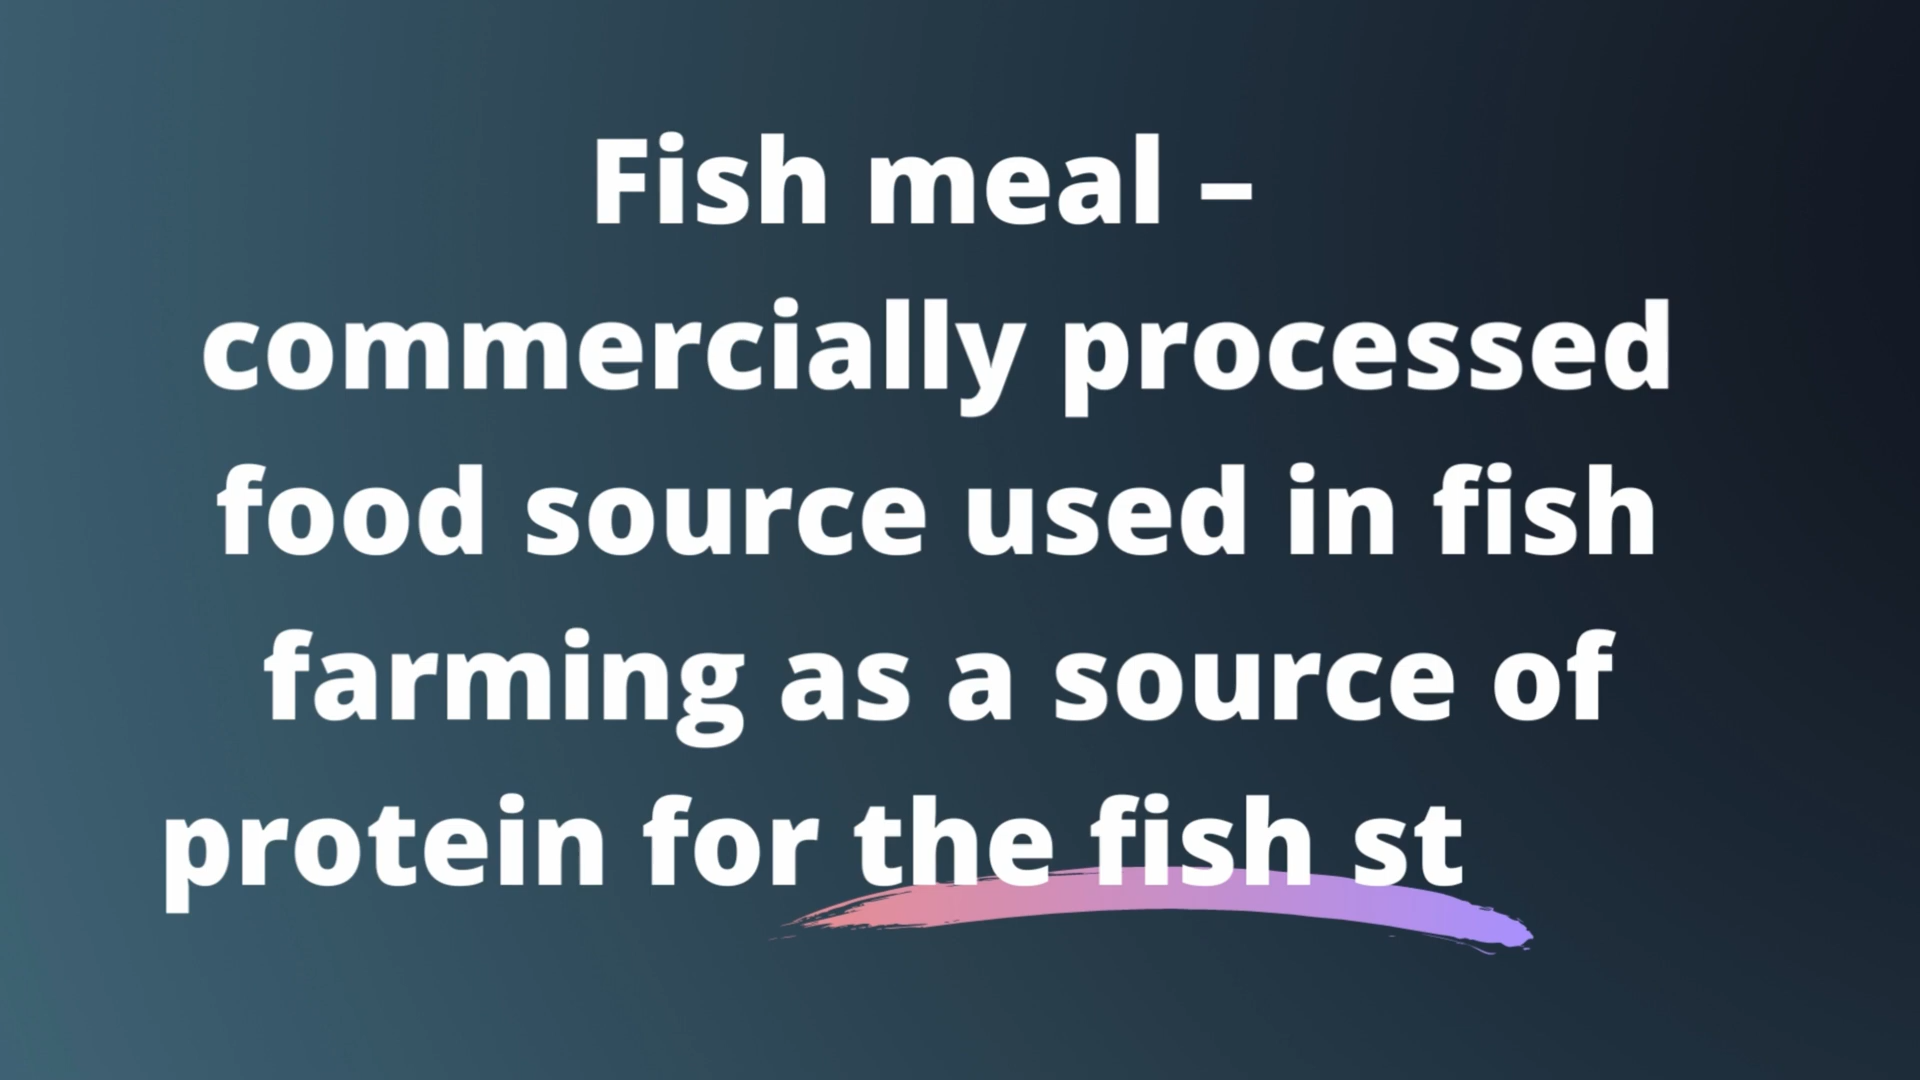 Fish meal –
commercially processed
food source used in fish
farming as a source of
protein for the fish st